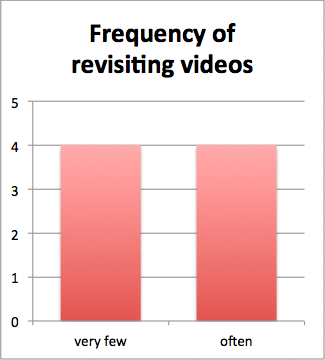 Frequency of
revisiting videos
5
4
3
2
1
0
very few often